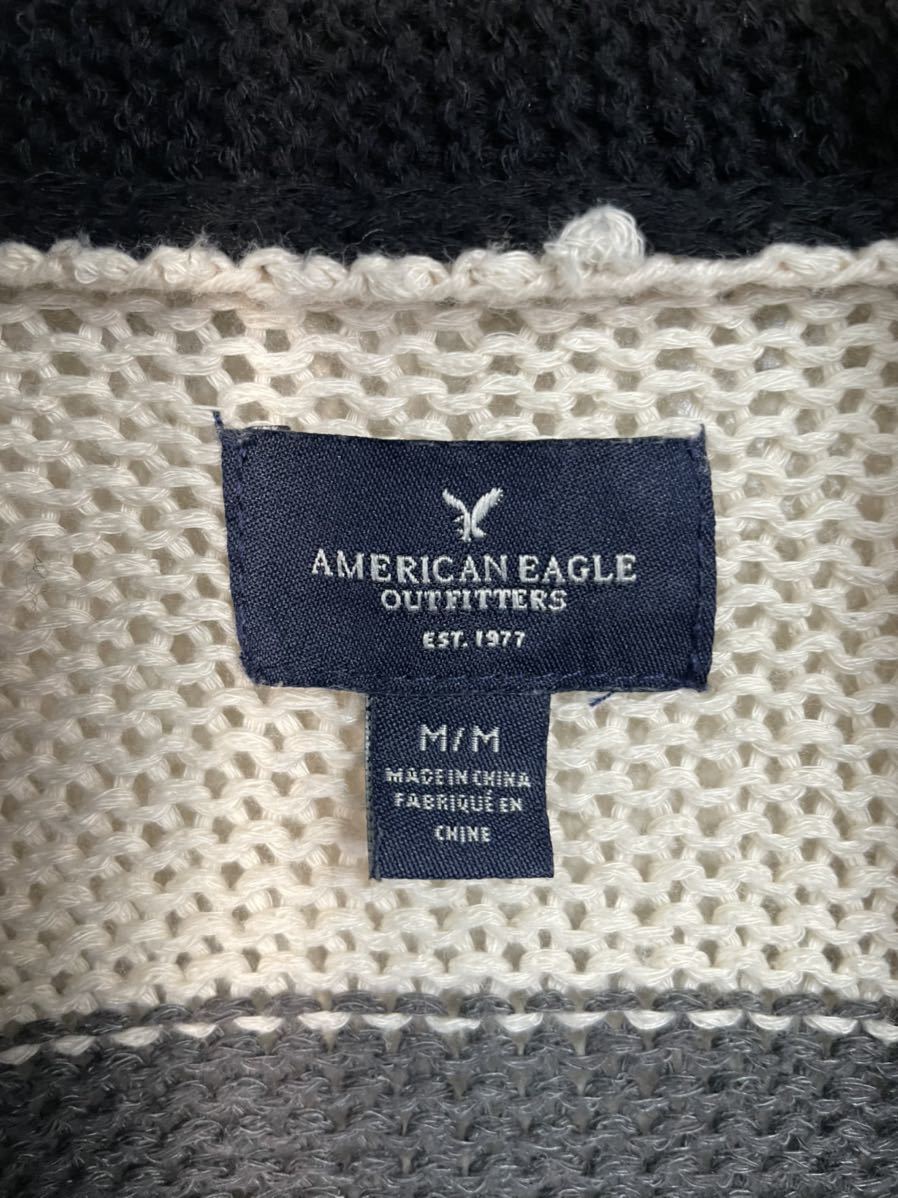 AMERICAN EAGLE
OUTFITTERS
EST. 1977
M/M
MADE IN CHINA
FABRIQUÉ EN
CHINE